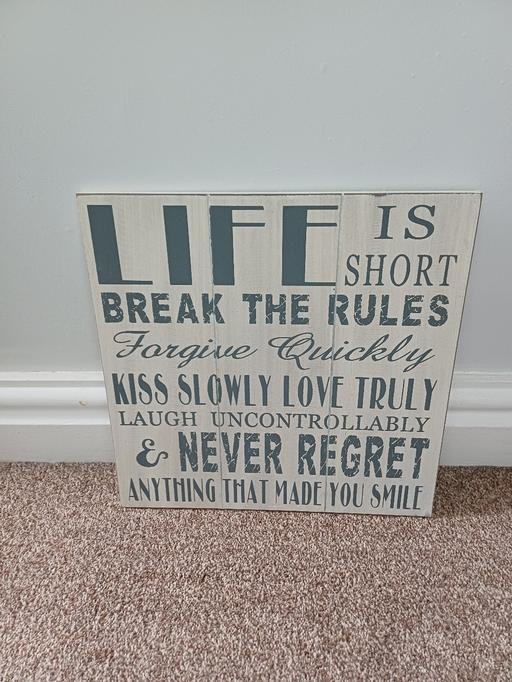 LIFE IS
SHORT
BREAK THE RULES
Forgive Quickly
KISS SLOWLY LOVE TRULY
LAUGH UNCONTROLLABLY
& NEVER REGRET
ANYTHING THAT MADE YOU SMILE